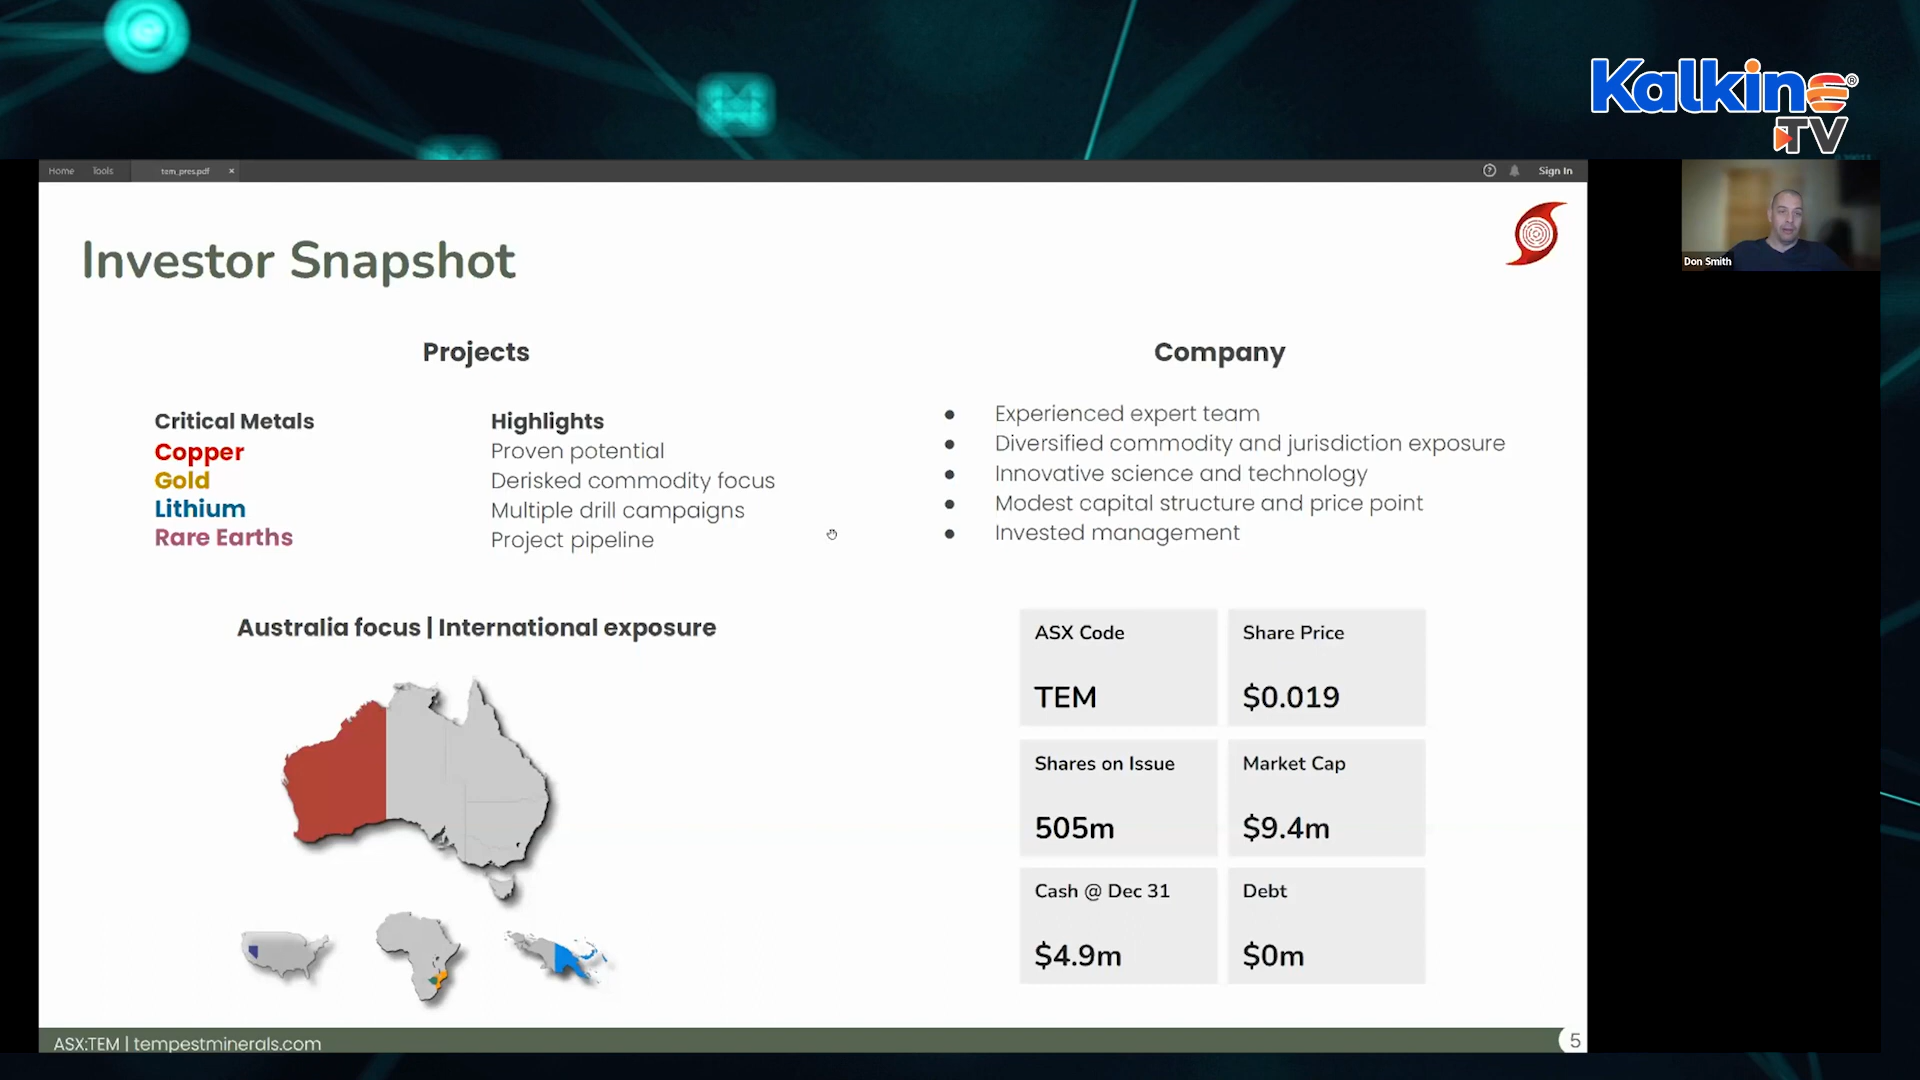 Kalkine®
TV
Home Tools tem_pres.pdf × ? Sign In
Don Smith
Investor Snapshot
Projects
Critical Metals
Copper
Gold
Lithium
Rare Earths
Highlights
Proven potential
Derisked commodity focus
Multiple drill campaigns
Project pipeline
Australia focus | International exposure
Company
● Experienced expert team
● Diversified commodity and jurisdiction exposure
● Innovative science and technology
● Modest capital structure and price point
● Invested management
ASX Code
TEM
Share Price
$0.019
Shares on Issue
505m
Market Cap
$9.4m
Cash @ Dec 31
$4.9m
Debt
$0m
ASX:TEM | tempestminerals.com
5